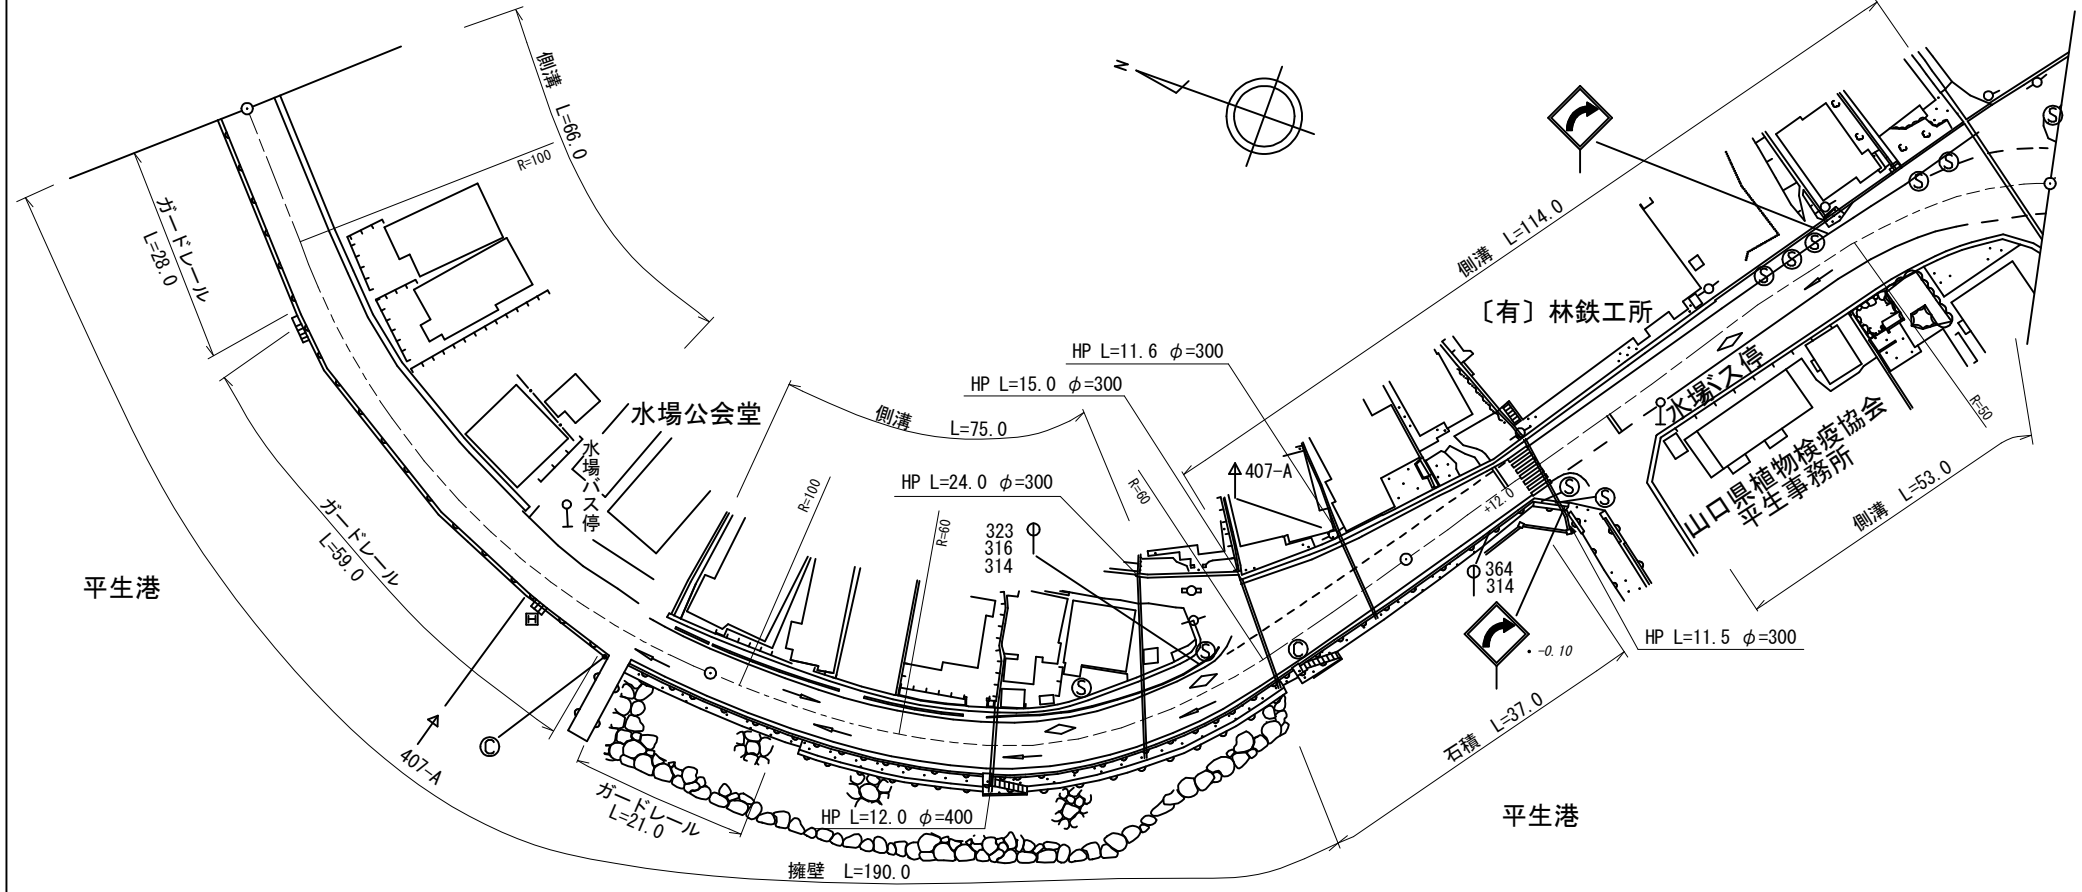 側溝 L=66.0
R=100
N
ガードレール
L=28.0
側溝 L=114.0
〔有〕林鉄工所
HP L=11.6 φ=300
HP L=15.0 φ=300
側溝 L=75.0
HP L=24.0 φ=300
水場公会堂
水場バス停
R=100
R=60
R=60
323
316
314
407-A
+12.0
364
314
水場バス停
山口県植物検疫協会
平生事務所
R=50
側溝 L=53.0
HP L=11.5 φ=300
-0.10
石積 L=37.0
平生港
ガードレール
L=59.0
平生港
H
407-A
C
C
S
S
S
S
S
S
S
S
S
S
ガードレール
L=21.0
HP L=12.0 φ=400
擁壁 L=190.0